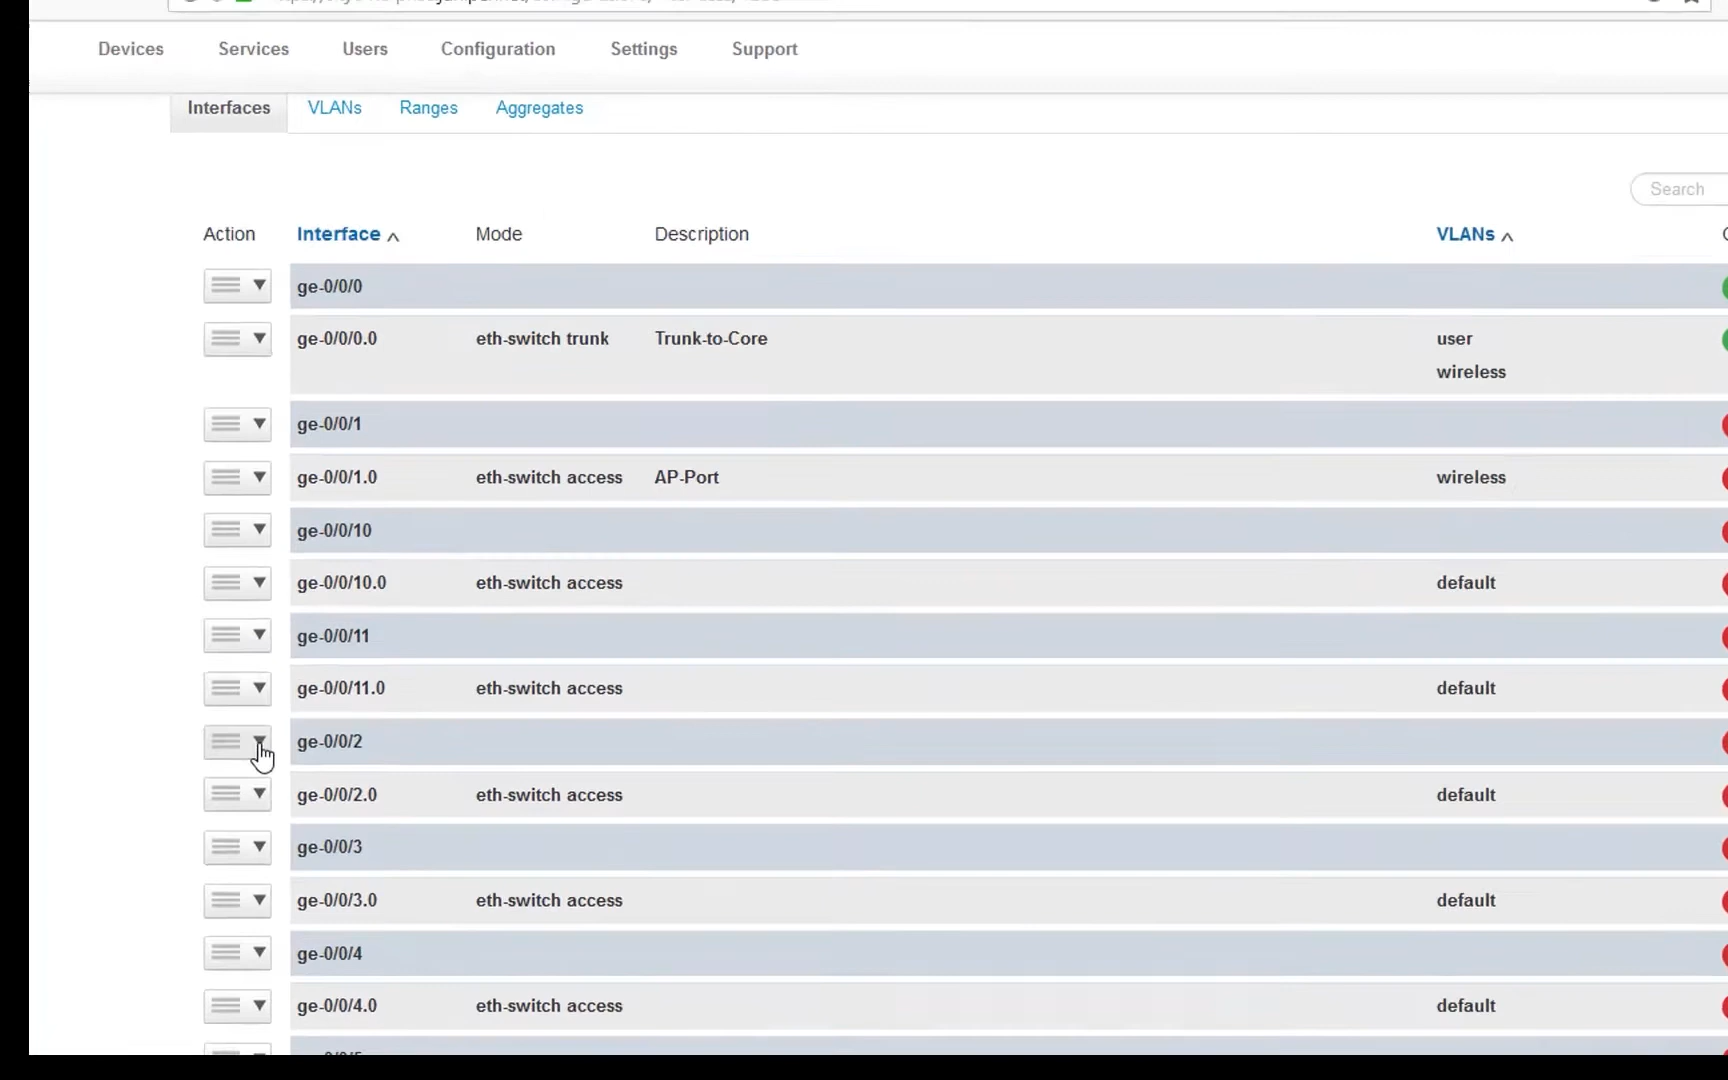 Devices Services Users Configuration Settings Support
Interfaces VLANs Ranges Aggregates
Search
Action Interface Mode Description VLANs
ge-0/0/0
ge-0/0/0.0 eth-switch trunk Trunk-to-Core user
wireless
ge-0/0/1
ge-0/0/1.0 eth-switch access AP-Port wireless
ge-0/0/10
ge-0/0/10.0 eth-switch access default
ge-0/0/11
ge-0/0/11.0 eth-switch access default
ge-0/0/2
ge-0/0/2.0 eth-switch access default
ge-0/0/3
ge-0/0/3.0 eth-switch access default
ge-0/0/4
ge-0/0/4.0 eth-switch access default